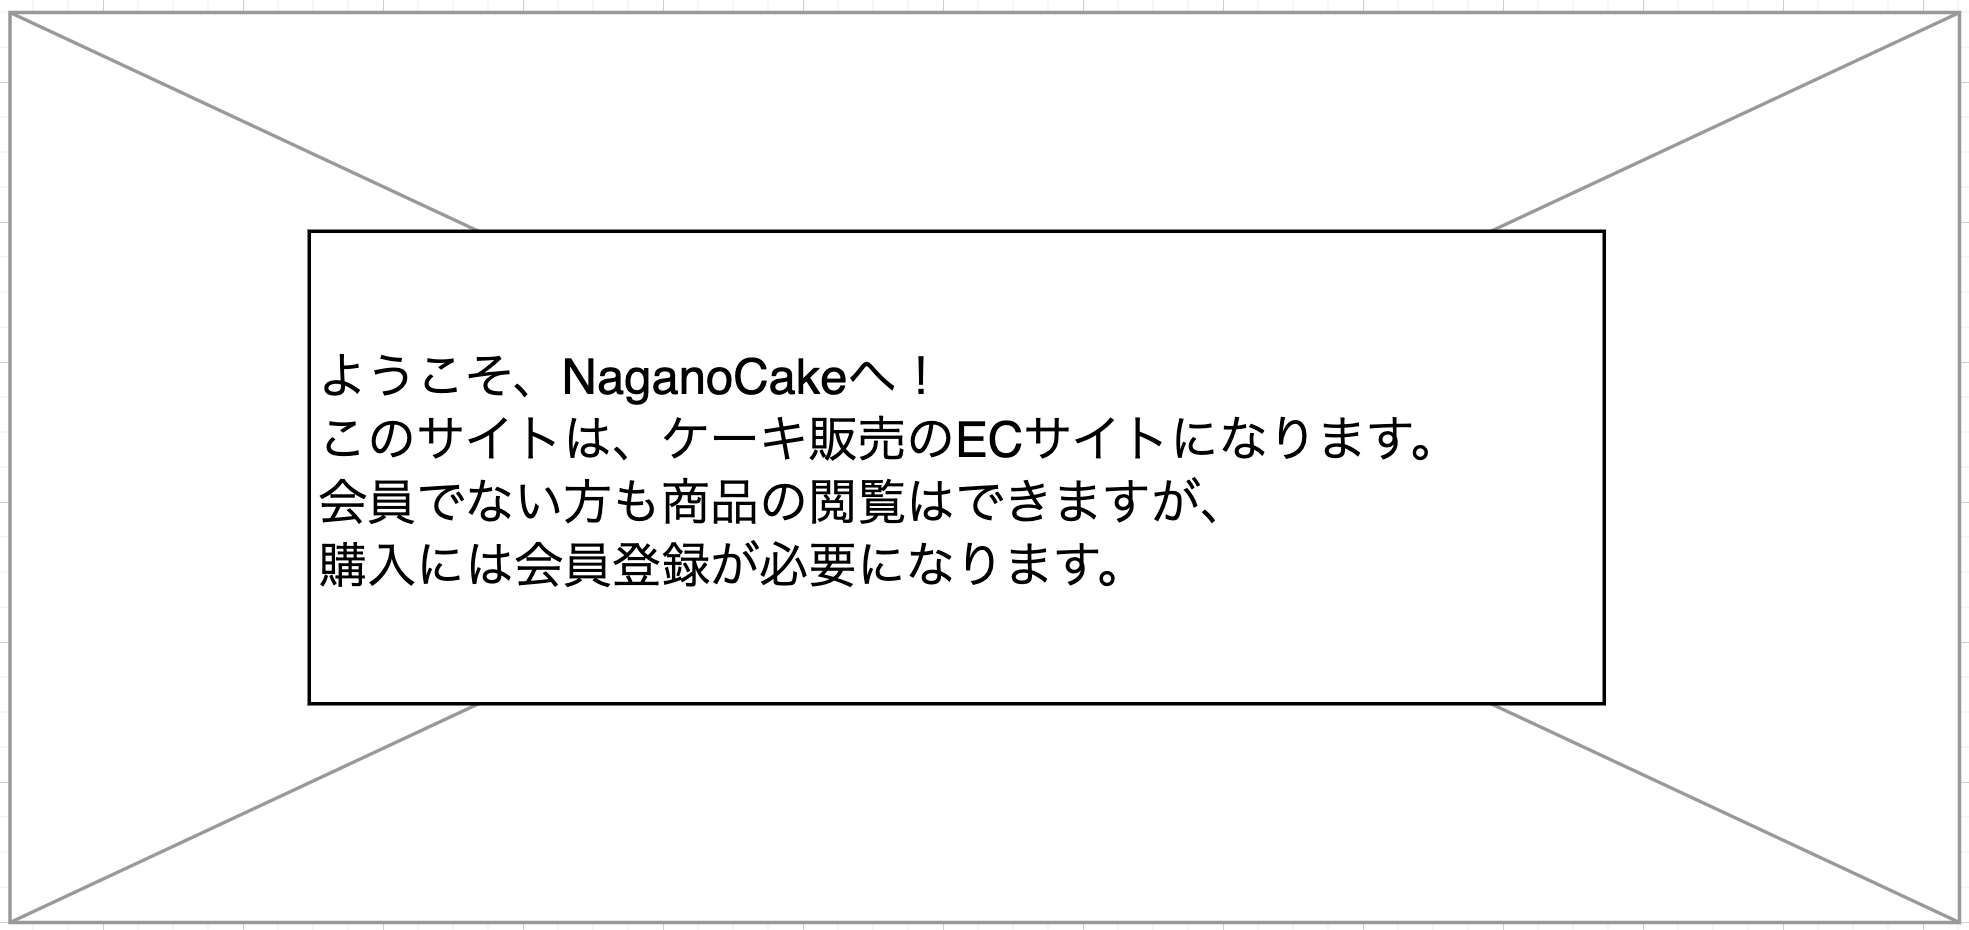 ようこそ、NaganoCakeへ！
このサイトは、ケーキ販売のECサイトになります。
会員でない方も商品の閲覧はできますが、
購入には会員登録が必要になります。